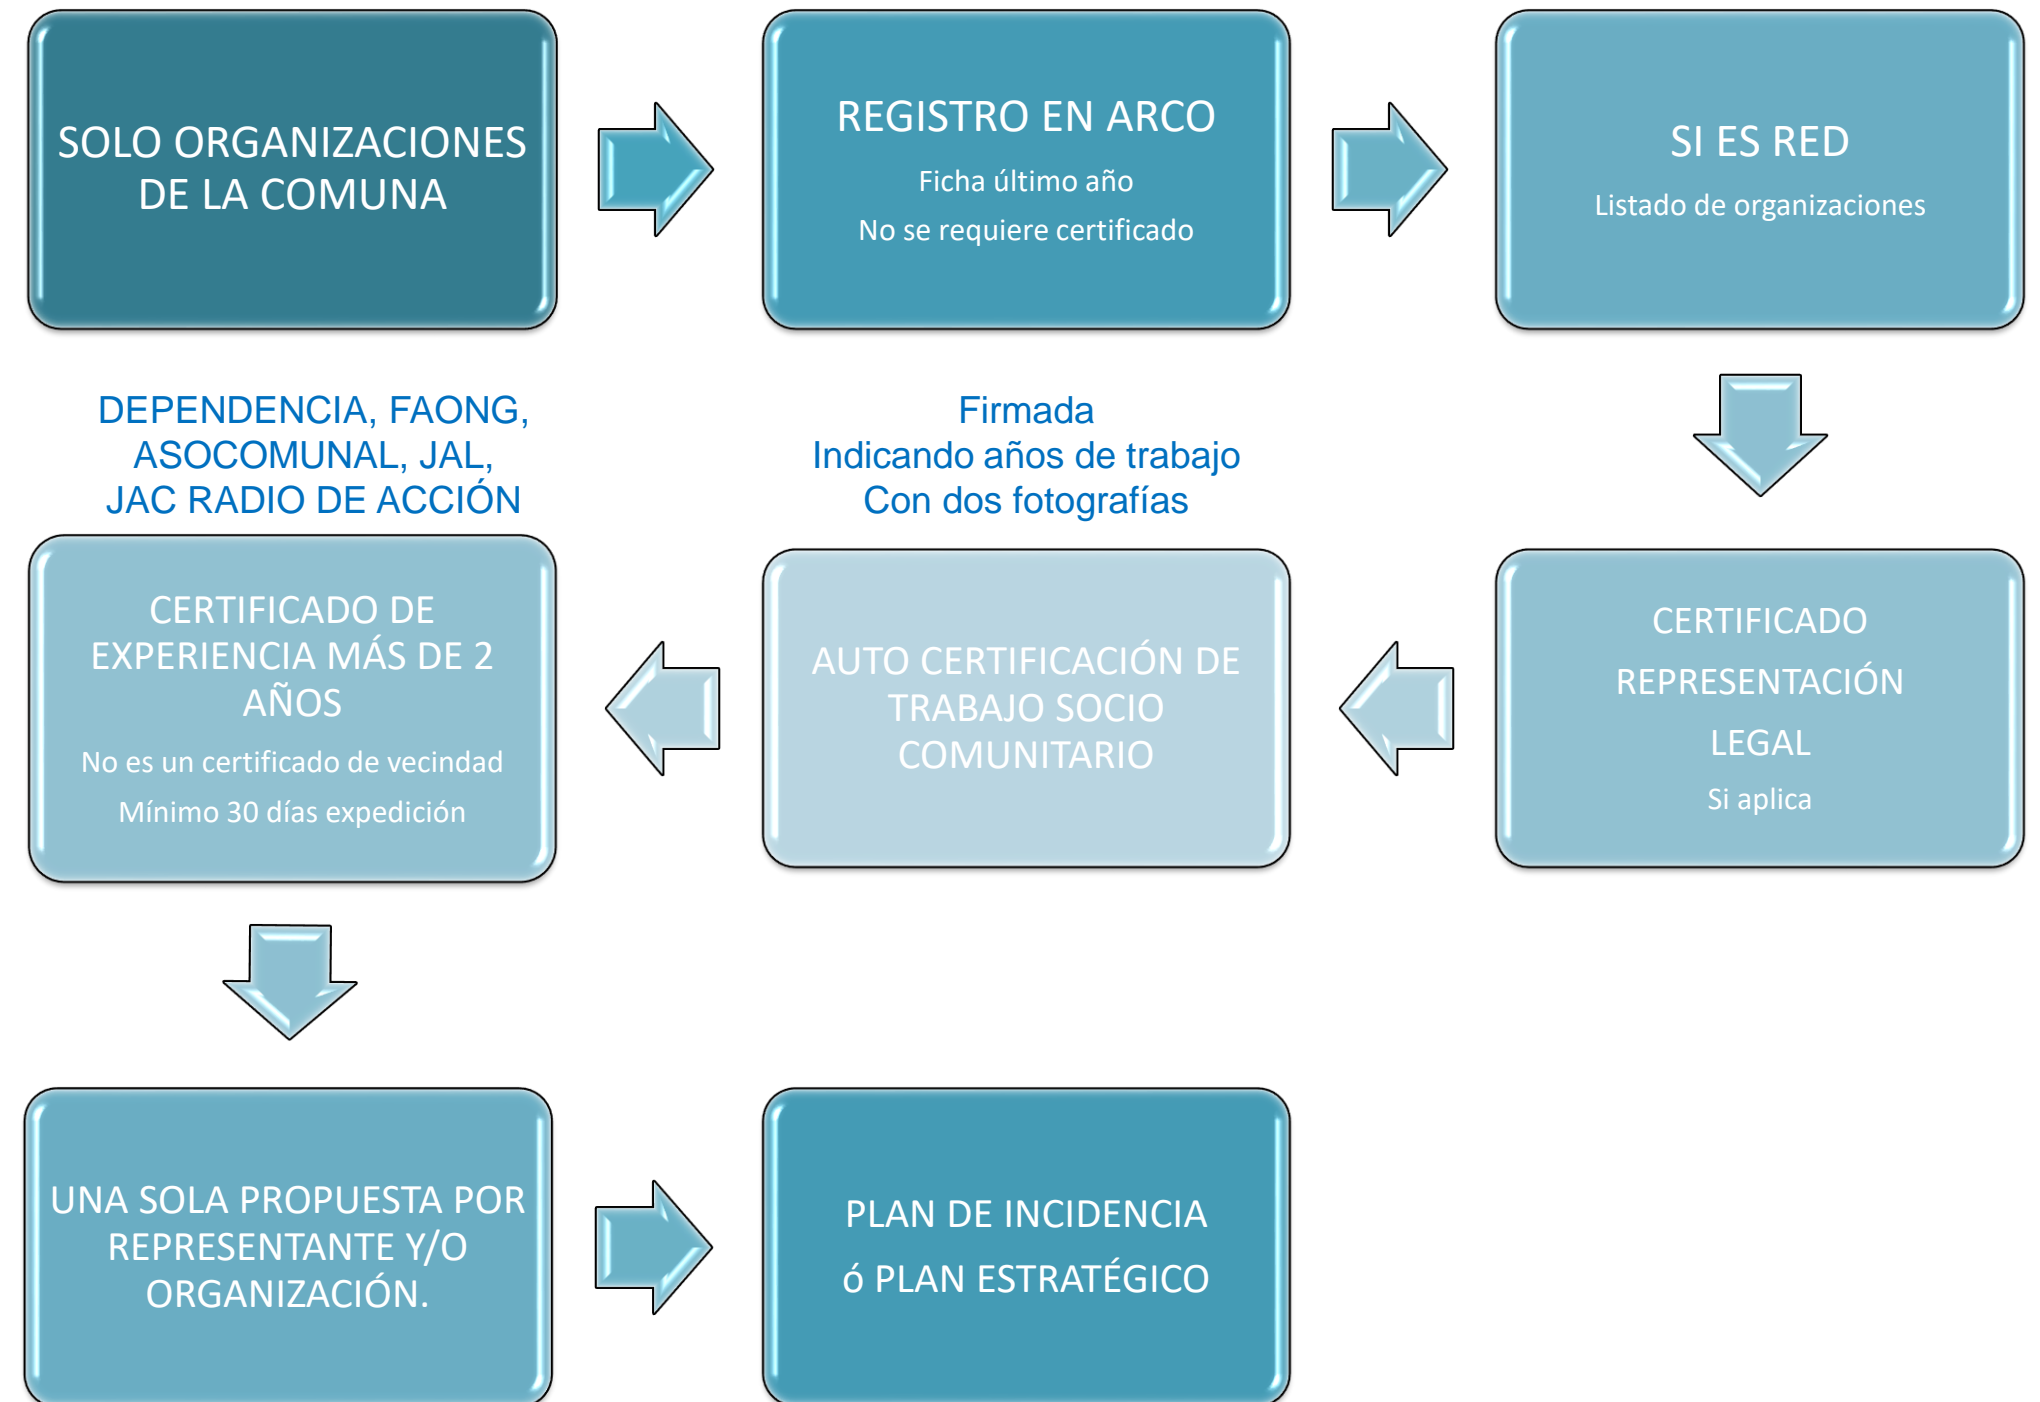 SOLO ORGANIZACIONES
DE LA COMUNA
REGISTRO EN ARCO
Ficha último año
No se requiere certificado
SI ES RED
Listado de organizaciones
CERTIFICADO
REPRESENTACIÓN
LEGAL
Si aplica
Firmada
Indicando años de trabajo
Con dos fotografías
AUTO CERTIFICACIÓN DE
TRABAJO SOCIO
COMUNITARIO
DEPENDENCIA, FAONG,
ASOCOMUNAL, JAL,
JAC RADIO DE ACCIÓN
CERTIFICADO DE
EXPERIENCIA MÁS DE 2
AÑOS
No es un certificado de vecindad
Mínimo 30 días expedición
UNA SOLA PROPUESTA POR
REPRESENTANTE Y/O
ORGANIZACIÓN.
PLAN DE INCIDENCIA
ó PLAN ESTRATÉGICO